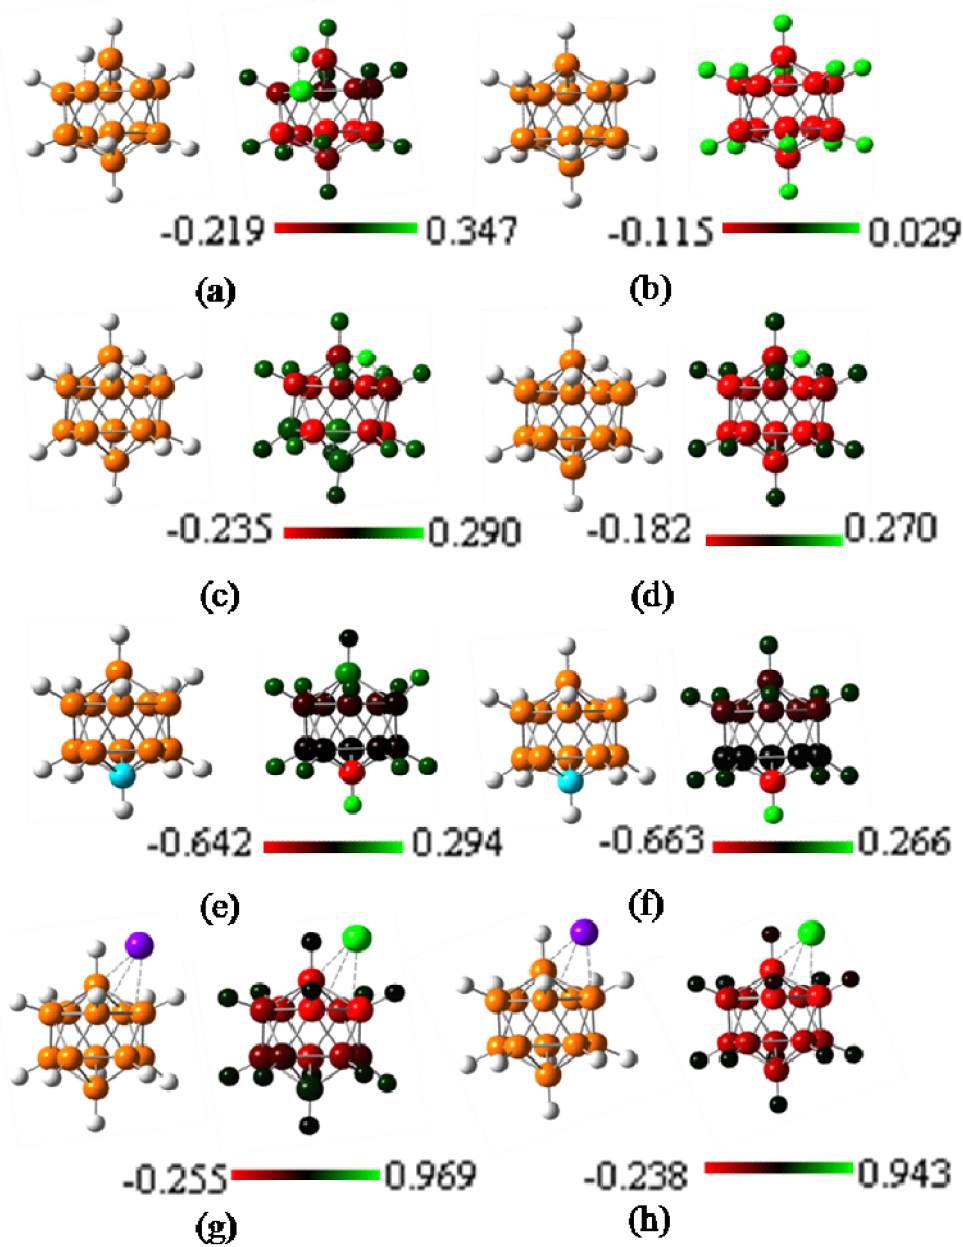 -0.219 0.347 -0.115 0.029
(a) (b)
-0.235 0.290 -0.182 0.270
(c) (d)
-0.642 0.294 -0.663 0.266
(e) (f)
-0.255 0.969 -0.238 0.943
(g) (h)